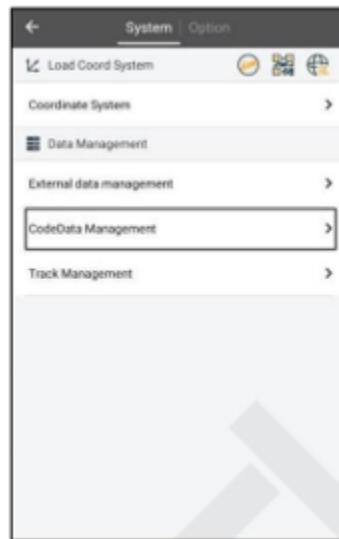 System | Option
Load Coord System
Coordinate System
Data Management
External data management
CodeData Management
Track Management